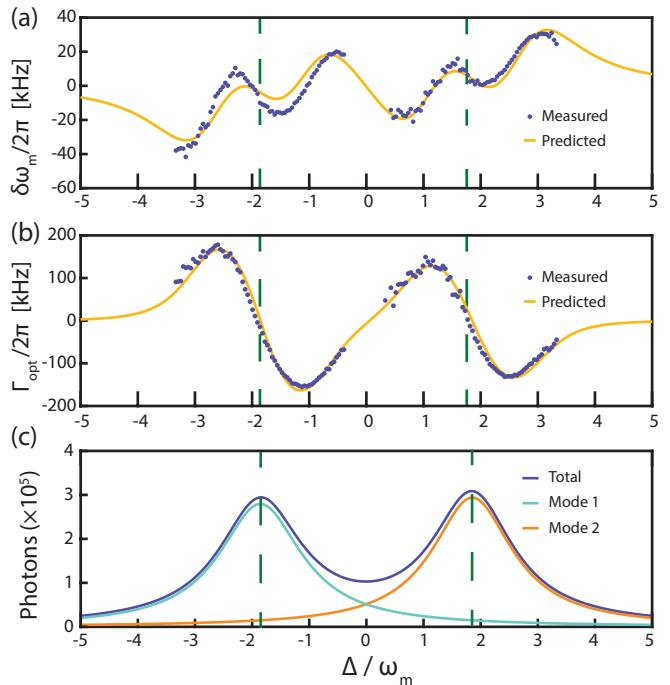 (a)
40
20
0
-20
-40
-60
δω_m/2π [kHz]
Measured
Predicted
-5 -4 -3 -2 -1 0 1 2 3 4 5
(b)
200
100
0
-100
-200
Γ_opt/2π [kHz]
Measured
Predicted
-5 -4 -3 -2 -1 0 1 2 3 4 5
(c)
4
3
2
1
0
Photons (×10⁵)
Total
Mode 1
Mode 2
-5 -4 -3 -2 -1 0 1 2 3 4 5
Δ / ω_m